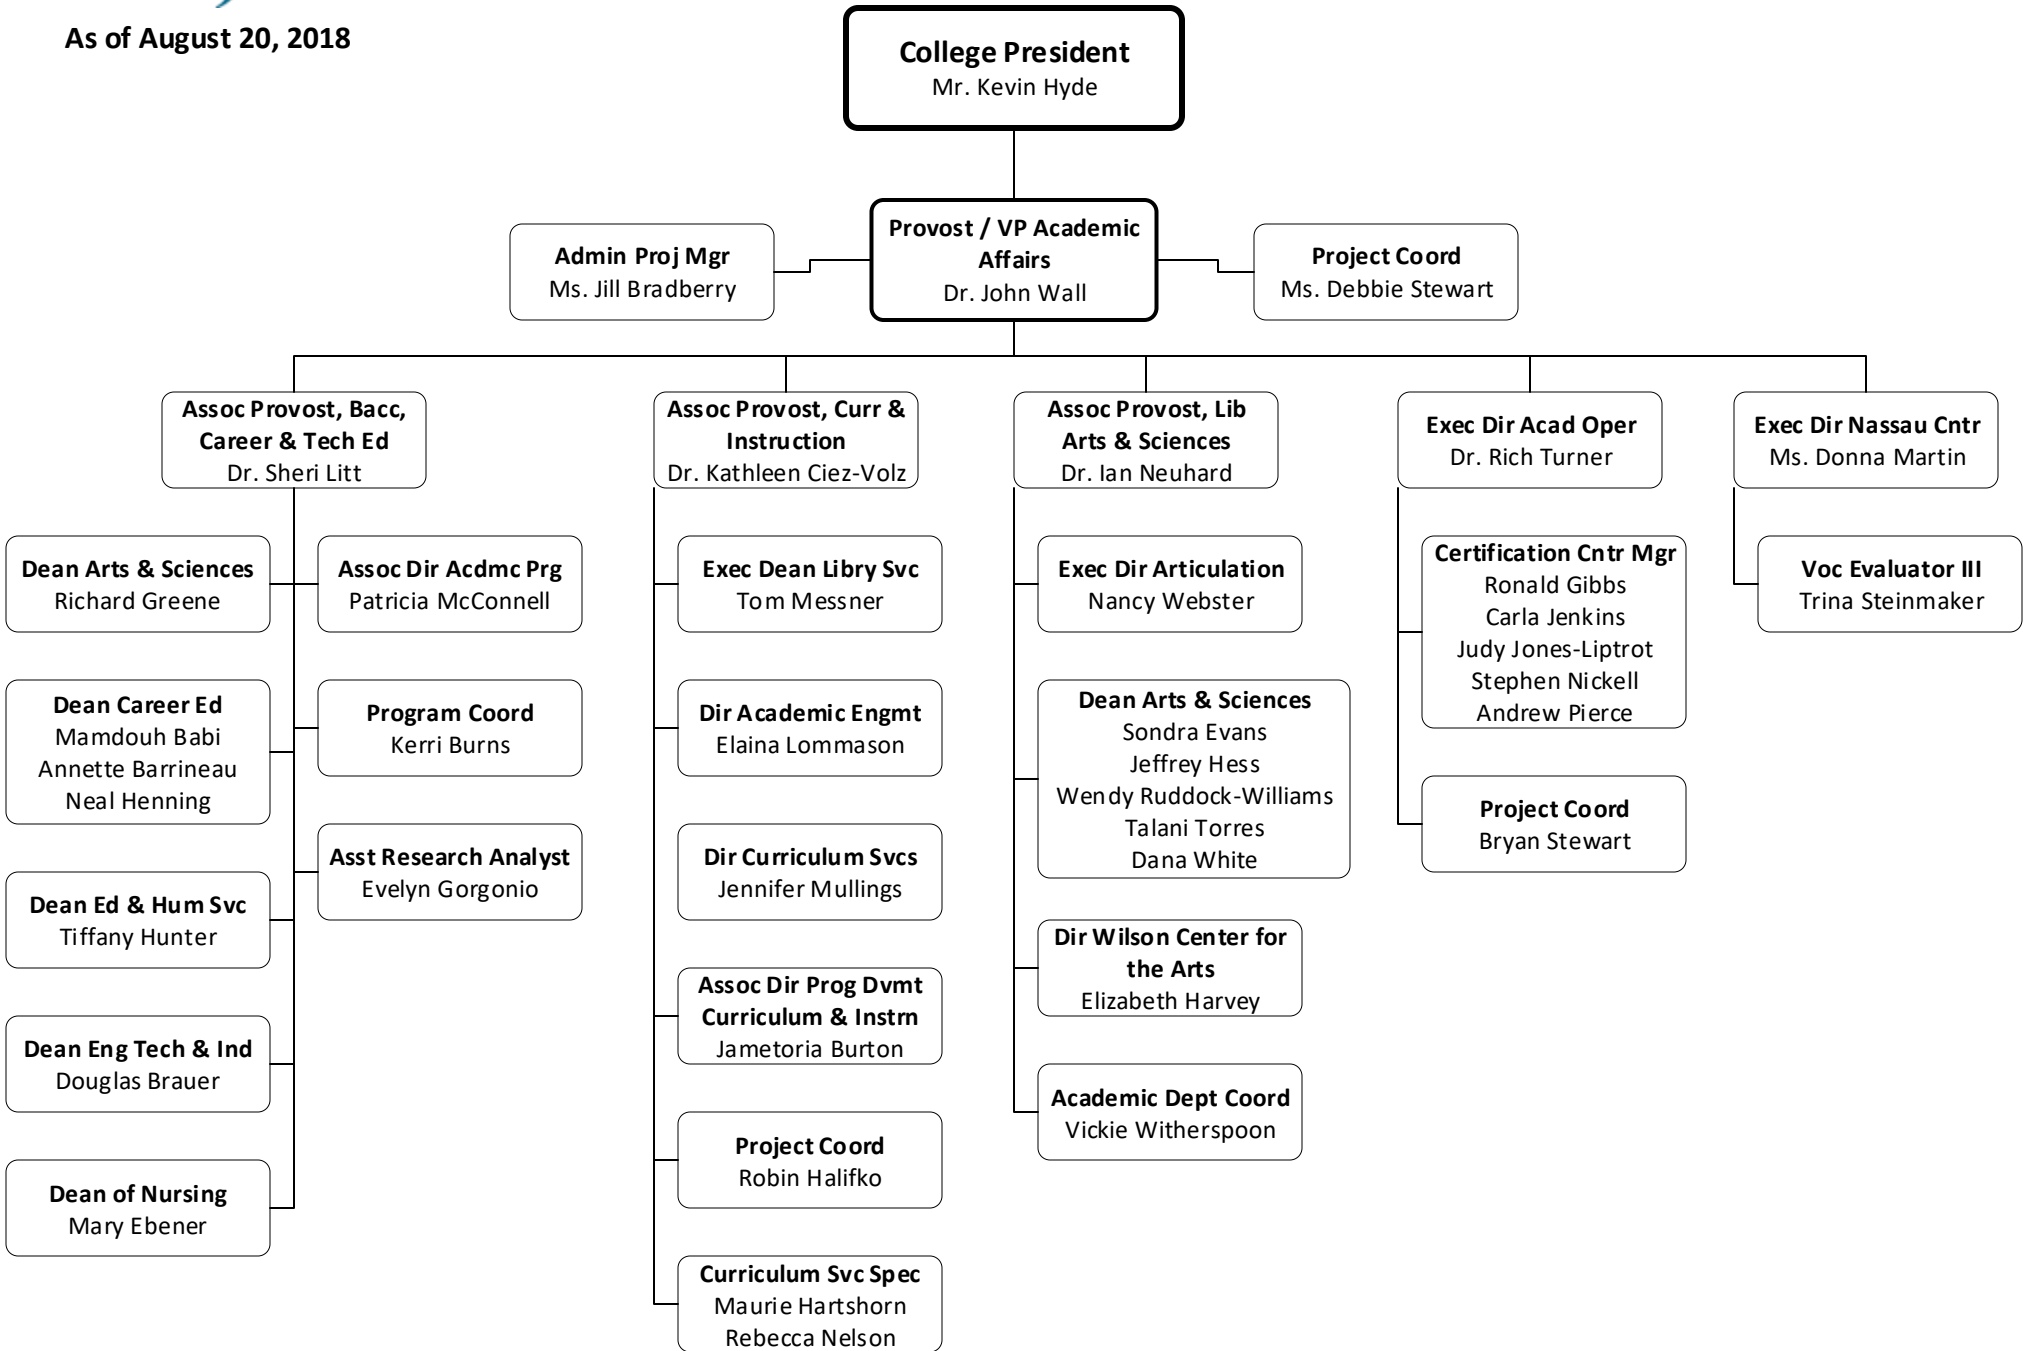 As of August 20, 2018
College President
Mr. Kevin Hyde
Admin Proj Mgr
Ms. Jill Bradberry
Provost / VP Academic
Affairs
Dr. John Wall
Project Coord
Ms. Debbie Stewart
Assoc Provost, Bacc,
Career & Tech Ed
Dr. Sheri Litt
Assoc Provost, Curr &
Instruction
Dr. Kathleen Ciez-Volz
Assoc Provost, Lib
Arts & Sciences
Dr. Ian Neuhard
Exec Dir Acad Oper
Dr. Rich Turner
Exec Dir Nassau Cntr
Ms. Donna Martin
Dean Arts & Sciences
Richard Greene
Dean Career Ed
Mamdouh Babi
Annette Barrineau
Neal Henning
Dean Ed & Hum Svc
Tiffany Hunter
Dean Eng Tech & Ind
Douglas Brauer
Dean of Nursing
Mary Ebener
Assoc Dir Acdmc Prg
Patricia McConnell
Program Coord
Kerri Burns
Asst Research Analyst
Evelyn Gorgonio
Exec Dean Libry Svc
Tom Messner
Dir Academic Engmt
Elaina Lommason
Dir Curriculum Svcs
Jennifer Mullings
Assoc Dir Prog Dvmt
Curriculum & Instrn
Jametoria Burton
Project Coord
Robin Halifko
Curriculum Svc Spec
Maurie Hartshorn
Rebecca Nelson
Exec Dir Articulation
Nancy Webster
Dean Arts & Sciences
Sondra Evans
Jeffrey Hess
Wendy Ruddock-Williams
Talani Torres
Dana White
Dir Wilson Center for
the Arts
Elizabeth Harvey
Academic Dept Coord
Vickie Witherspoon
Certification Cntr Mgr
Ronald Gibbs
Carla Jenkins
Judy Jones-Liptrot
Stephen Nickell
Andrew Pierce
Project Coord
Bryan Stewart
Voc Evaluator III
Trina Steinmaker